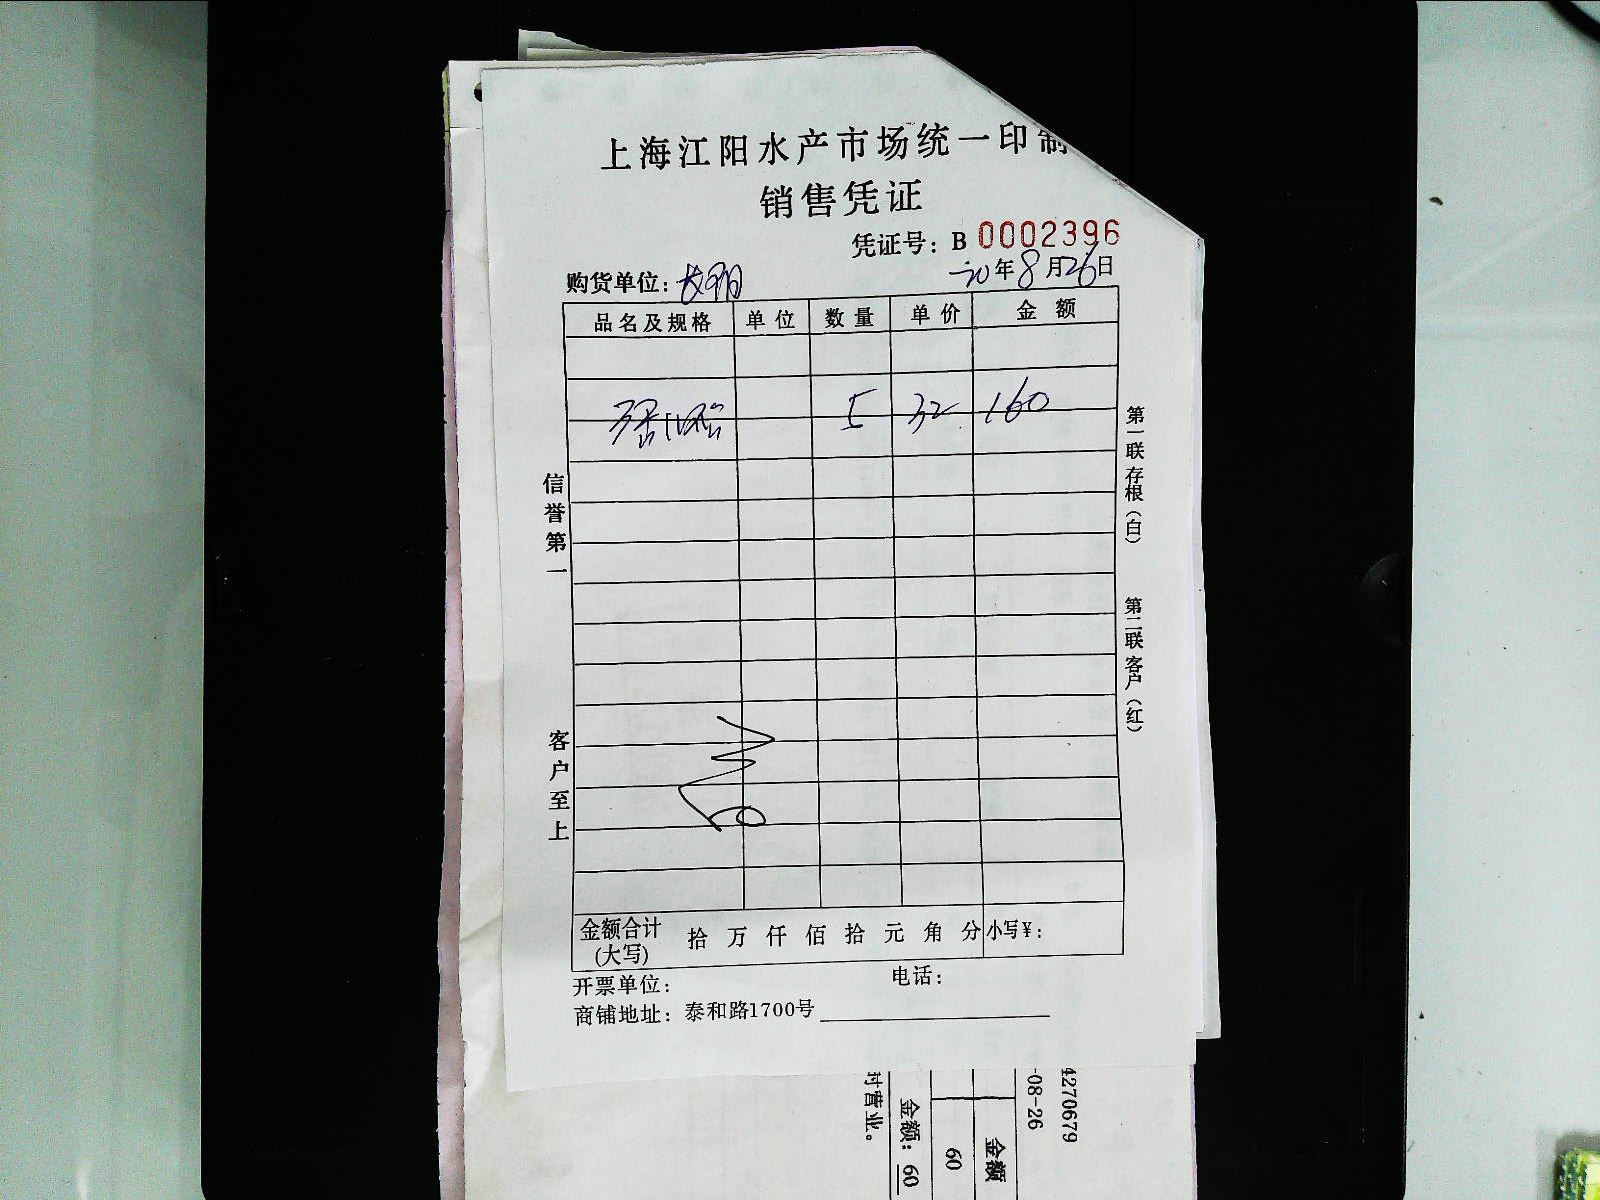 上海江阳水产市场统一印制
销售凭证
凭证号：B 0002396
20年8月26日
购货单位：
品名及规格 单位 数量 单价 金额
5 32 160
信誉第一
客户至上
第一联存根（白）
第二联客户（红）
金额合计（大写） 拾万仟佰拾元角分 小写¥：
开票单位： 电话：
商铺地址：泰和路1700号
时营业。
金额：60
60
金额
-08-26
4270679